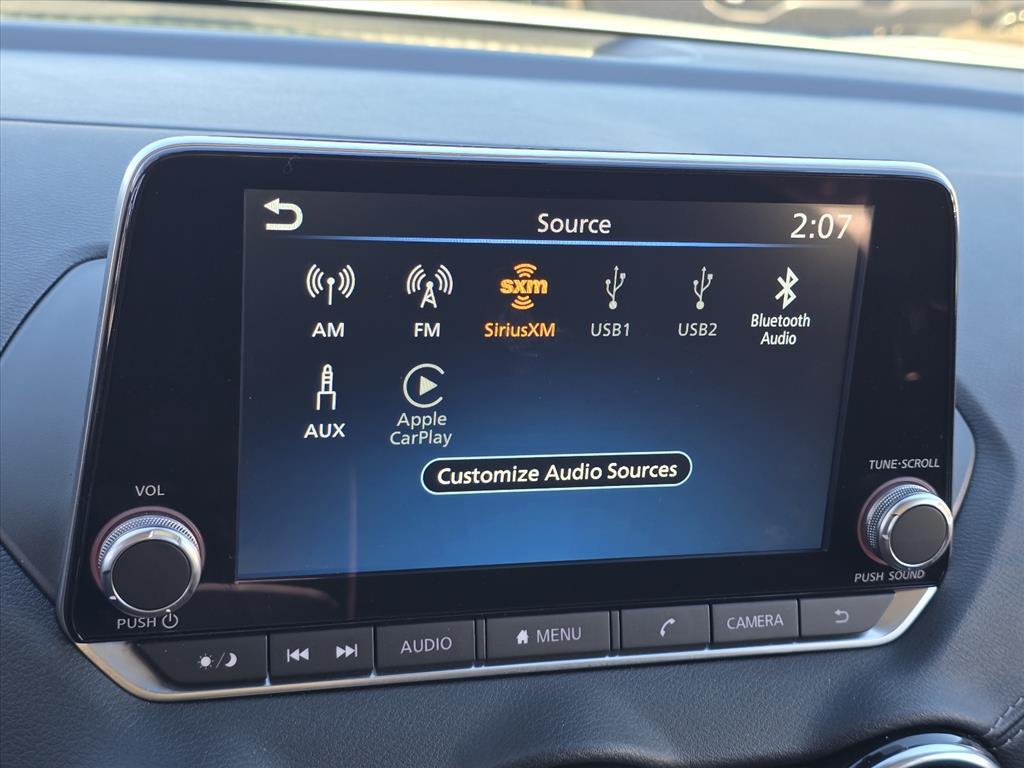 Source
2:07
sxm
AM
FM
SiriusXM
USB1
USB2
Bluetooth
Audio
AUX
Apple
CarPlay
Customize Audio Sources
VOL
PUSH
TUNE·SCROLL
PUSH SOUND
AUDIO
MENU
CAMERA